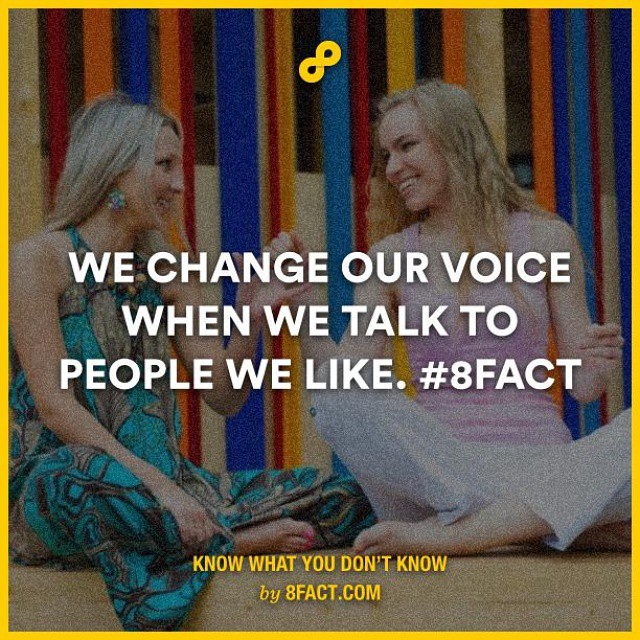 WE CHANGE OUR VOICE
WHEN WE TALK TO
PEOPLE WE LIKE. #8FACT
KNOW WHAT YOU DON'T KNOW
by 8FACT.COM